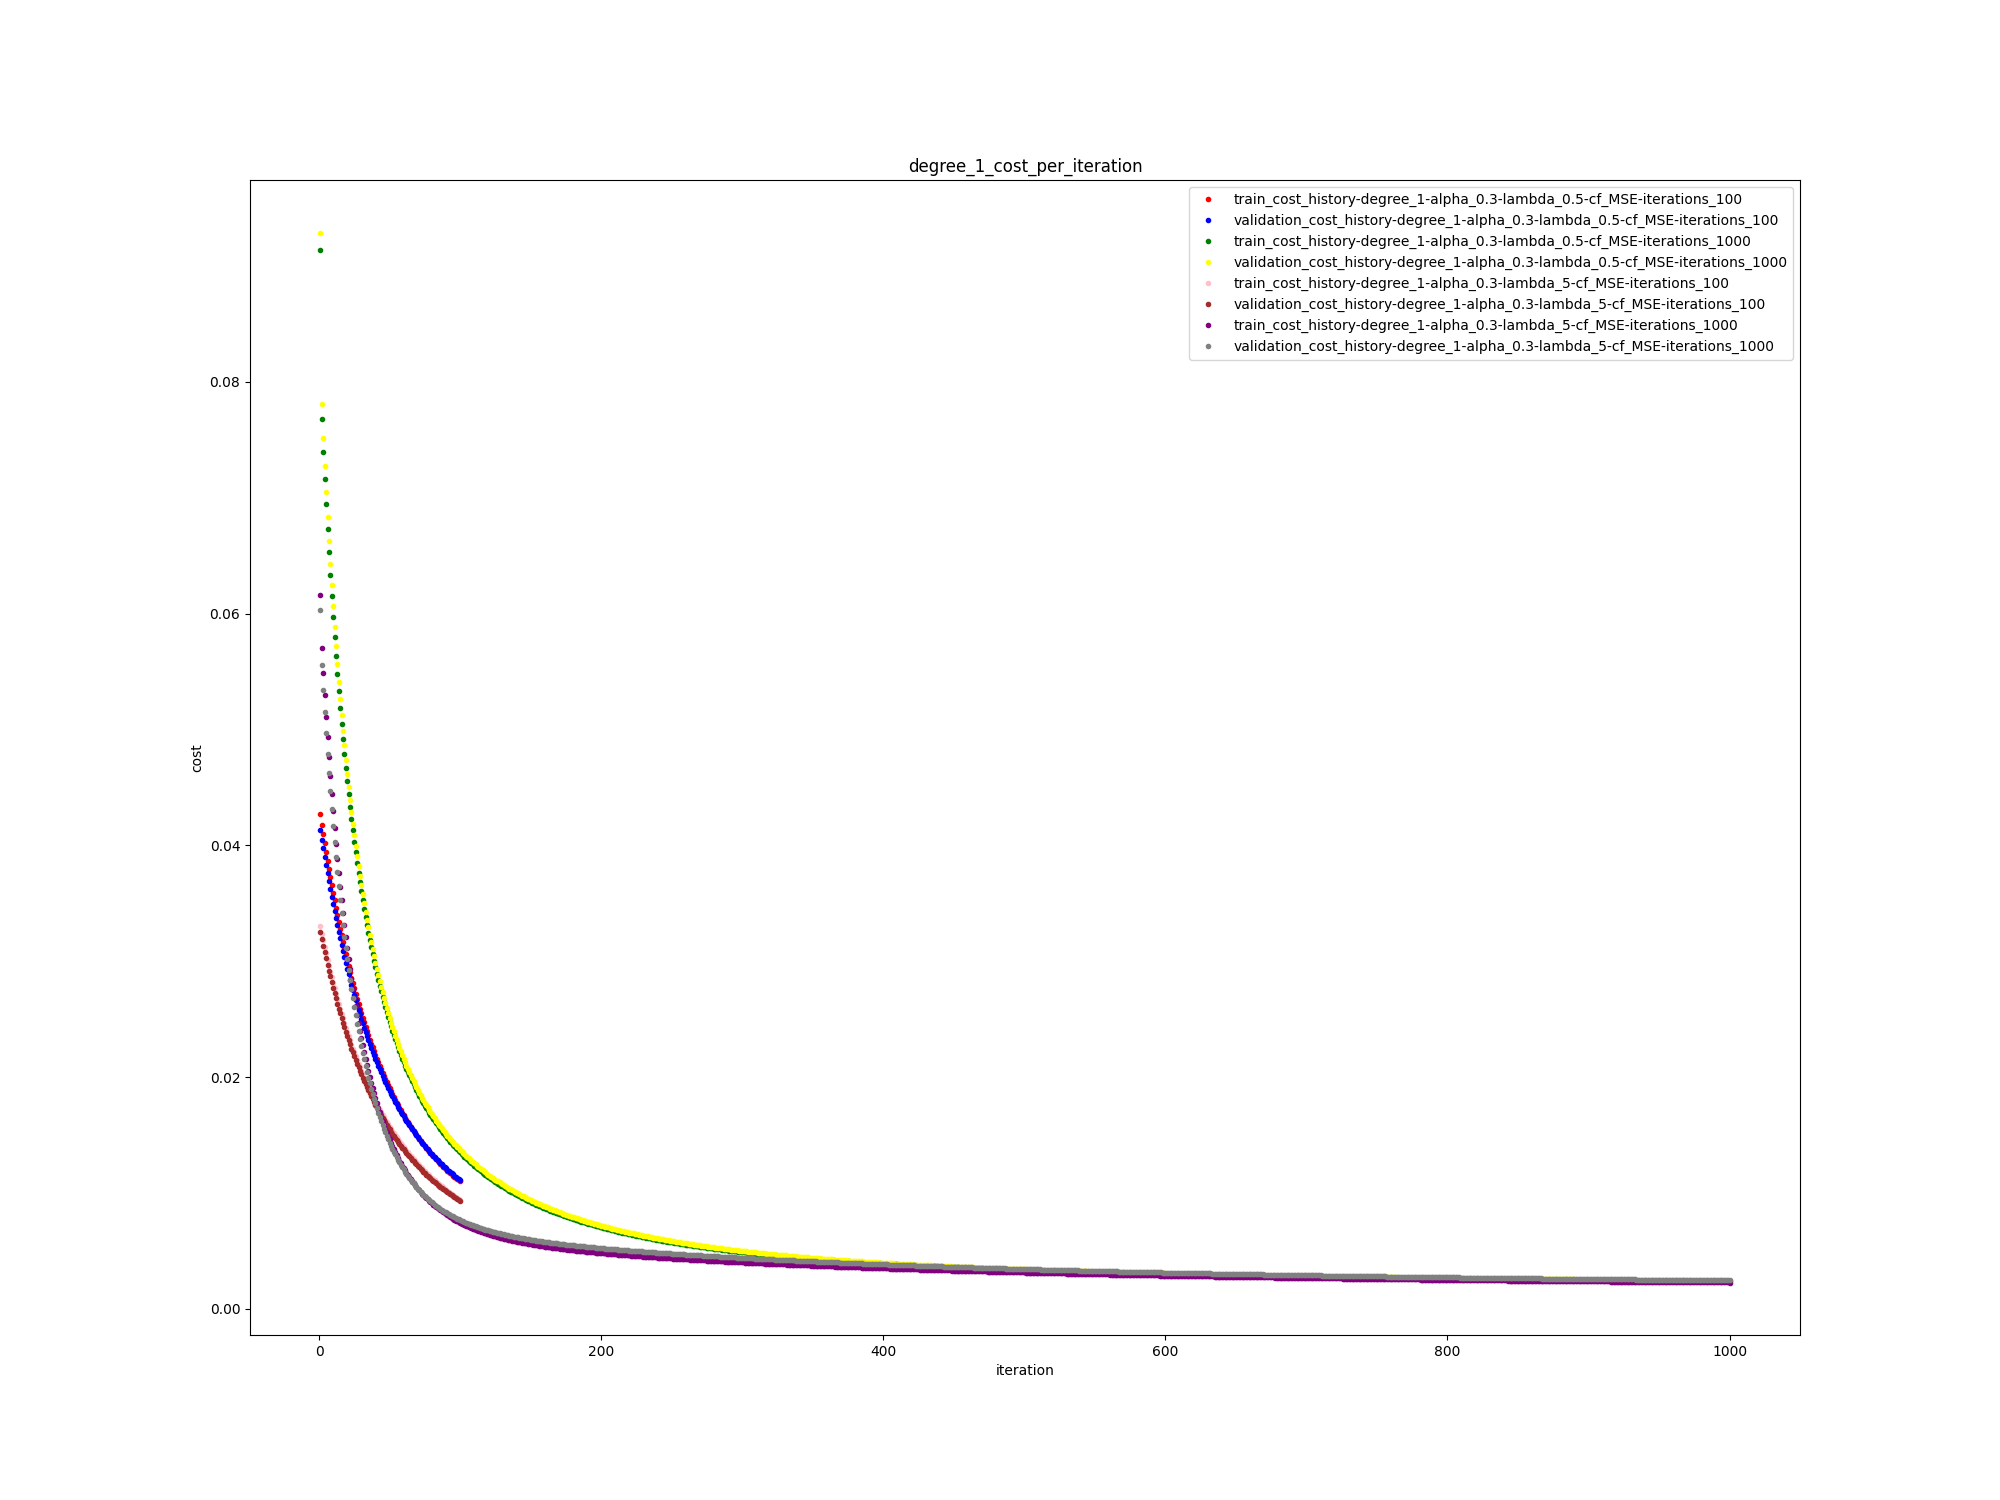 degree_1_cost_per_iteration
train_cost_history-degree_1-alpha_0.3-lambda_0.5-cf_MSE-iterations_100
validation_cost_history-degree_1-alpha_0.3-lambda_0.5-cf_MSE-iterations_100
train_cost_history-degree_1-alpha_0.3-lambda_0.5-cf_MSE-iterations_1000
validation_cost_history-degree_1-alpha_0.3-lambda_0.5-cf_MSE-iterations_1000
train_cost_history-degree_1-alpha_0.3-lambda_5-cf_MSE-iterations_100
validation_cost_history-degree_1-alpha_0.3-lambda_5-cf_MSE-iterations_100
train_cost_history-degree_1-alpha_0.3-lambda_5-cf_MSE-iterations_1000
validation_cost_history-degree_1-alpha_0.3-lambda_5-cf_MSE-iterations_1000
0.08
0.06
0.04
0.02
0.00
cost
0 200 400 600 800 1000
iteration